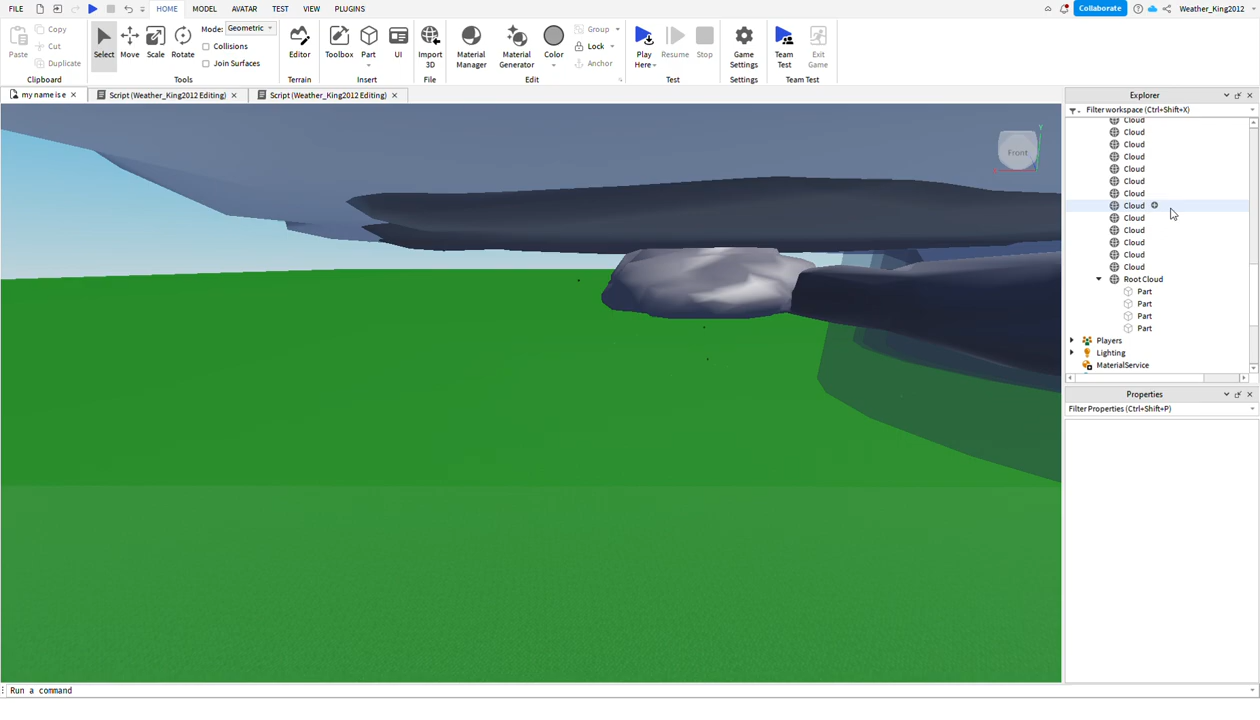 FILE HOME MODEL AVATAR TEST VIEW PLUGINS Collaborate Weather_King2012
Paste Copy Cut Duplicate Select Move Scale Rotate Mode: Geometric Collisions Join Surfaces Editor Toolbox Part UI Import 3D Material Manager Material Generator Color Group Lock Anchor Play Here Resume Stop Game Settings Team Test Exit Game
Clipboard Tools Terrain Insert File Edit Test Settings Team Test
my name is e Script (Weather_King2012 Editing) Script (Weather_King2012 Editing) Explorer
Filter workspace (Ctrl+Shift+X)
Cloud
Cloud
Cloud
Cloud
Cloud
Cloud
Cloud
Cloud
Cloud
Cloud
Cloud
Cloud
Cloud
Root Cloud
Part
Part
Part
Part
Players
Lighting
MaterialService
Properties
Filter Properties (Ctrl+Shift+P)
Y
Front
Run a command